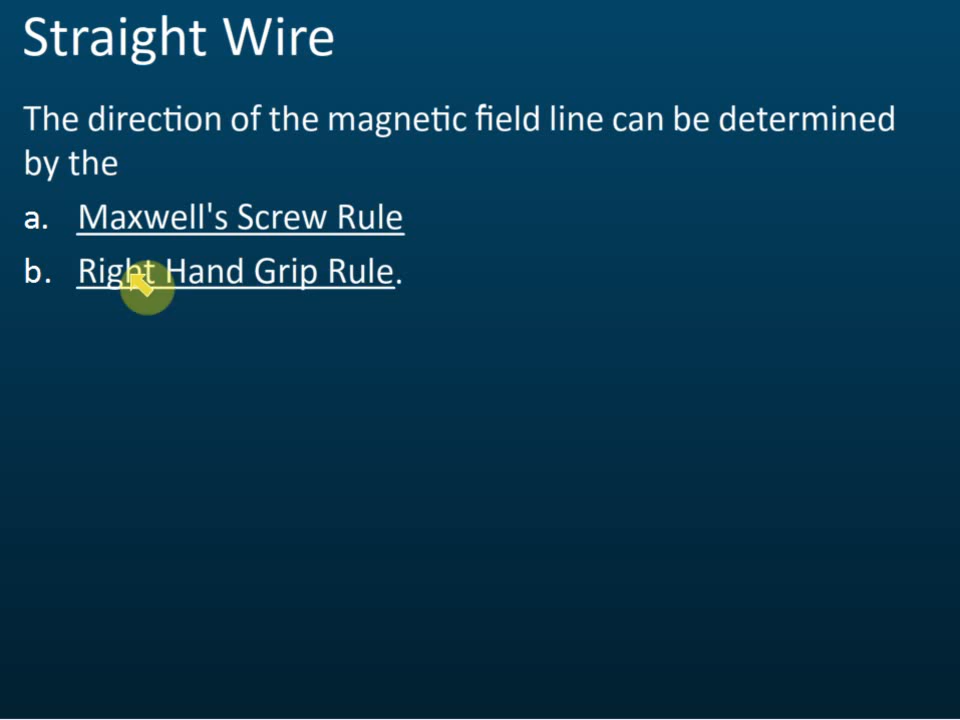 Straight Wire
The direction of the magnetic field line can be determined
by the
a. Maxwell's Screw Rule
b. Right Hand Grip Rule.